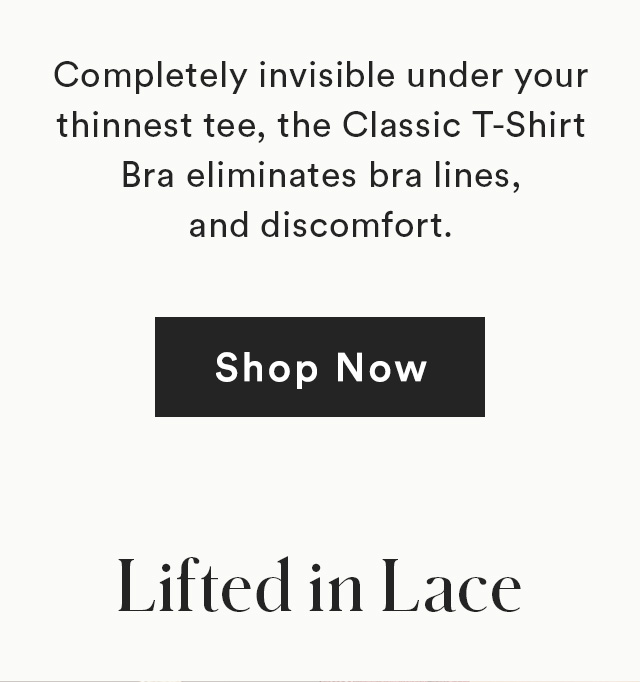 Completely invisible under your
thinnest tee, the Classic T-Shirt
Bra eliminates bra lines,
and discomfort.
Shop Now
Lifted in Lace